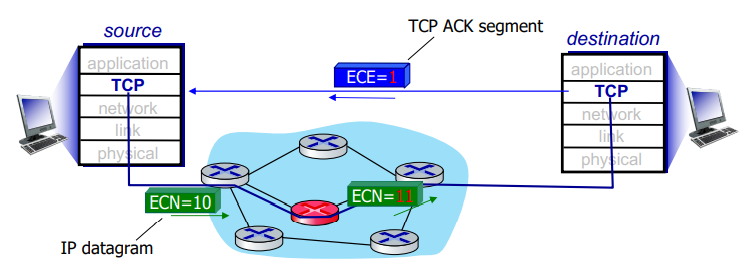 source
TCP ACK segment
destination
application
TCP
network
link
physical
ECE=1
application
TCP
network
link
physical
ECN=10
ECN=11
IP datagram